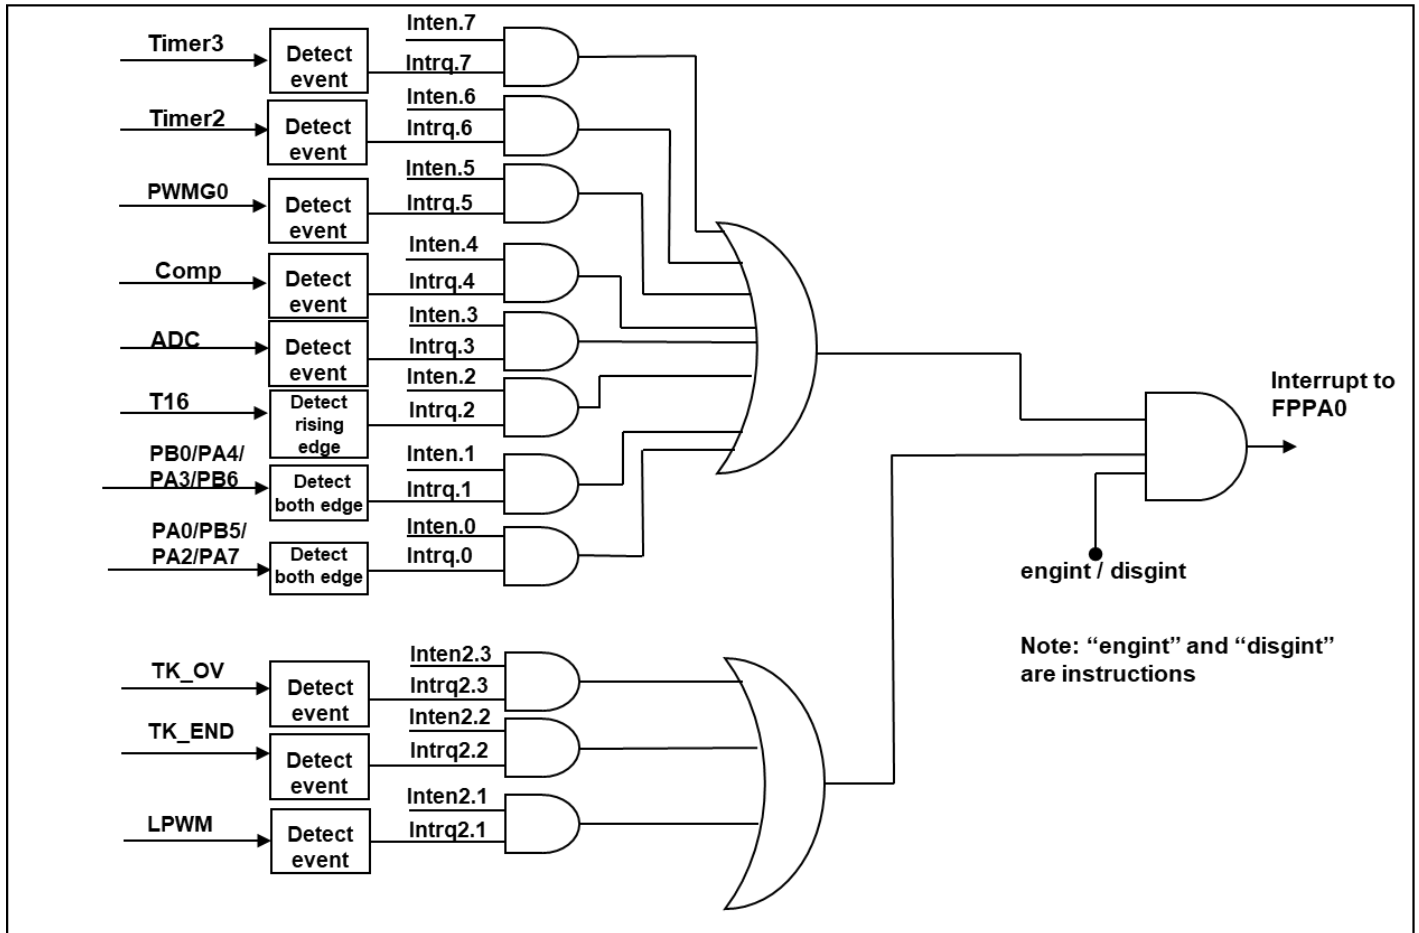 Timer3
Detect
event
Inten.7
Intrq.7
Timer2
Detect
event
Inten.6
Intrq.6
PWMG0
Detect
event
Inten.5
Intrq.5
Comp
Detect
event
Inten.4
Intrq.4
ADC
Detect
event
Inten.3
Intrq.3
T16
Detect
rising
edge
Inten.2
Intrq.2
PB0/PA4/
PA3/PB6
Detect
both edge
Inten.1
Intrq.1
PA0/PB5/
PA2/PA7
Detect
both edge
Inten.0
Intrq.0
Interrupt to
FPPA0
engint / disgint
Note: “engint” and “disgint”
are instructions
TK_OV
Detect
event
Inten2.3
Intrq2.3
TK_END
Detect
event
Inten2.2
Intrq2.2
LPWM
Detect
event
Inten2.1
Intrq2.1